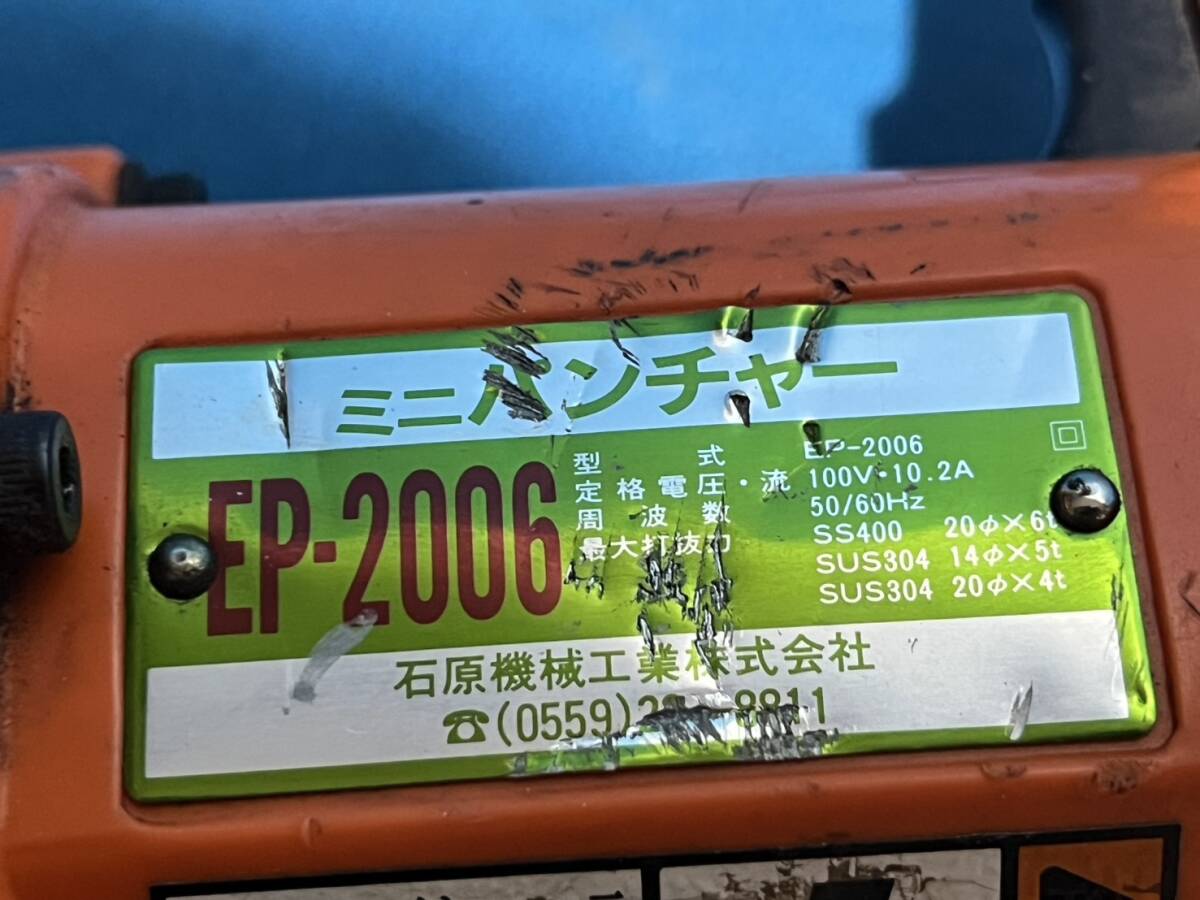 ミニパンチャー
EP-2006
型式 EP-2006
定格電圧・流 100V・10.2A
周波数 50/60Hz
最大打抜力 SS400 20φ×6t
SUS304 14φ×5t
SUS304 20φ×4t
石原機械工業株式会社
☎(0559) 8811